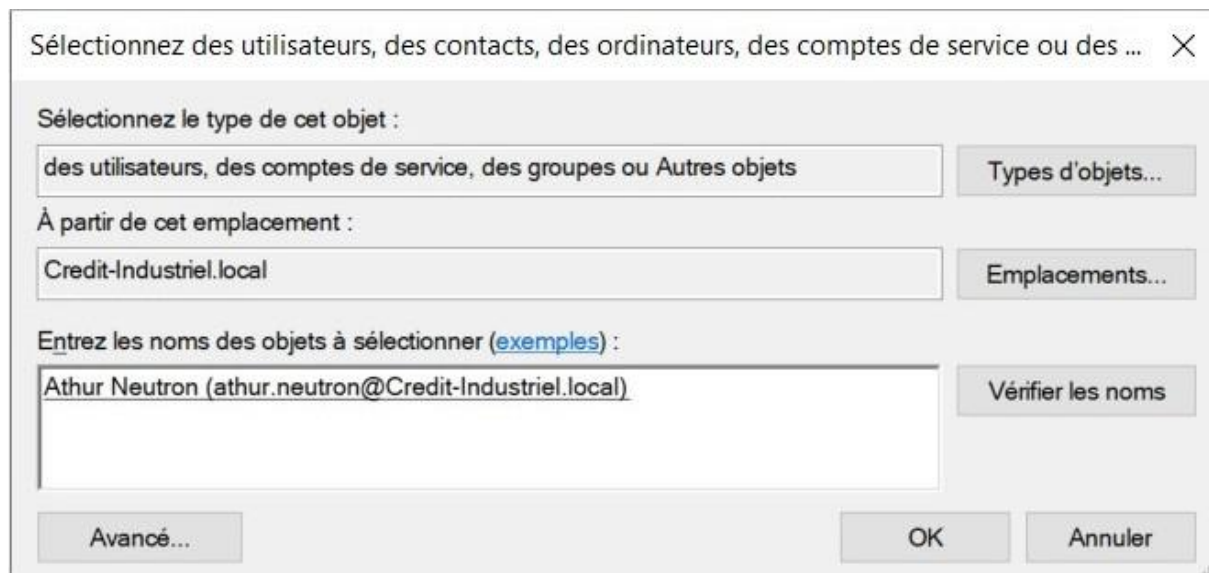 Sélectionnez des utilisateurs, des contacts, des ordinateurs, des comptes de service ou des ...
Sélectionnez le type de cet objet :
des utilisateurs, des comptes de service, des groupes ou Autres objets
Types d'objets...
À partir de cet emplacement :
Credit-Industriel.local
Emplacements...
Entrez les noms des objets à sélectionner (exemples) :
Athur Neutron (athur.neutron@Credit-Industriel.local)
Vérifier les noms
Avancé...
OK
Annuler